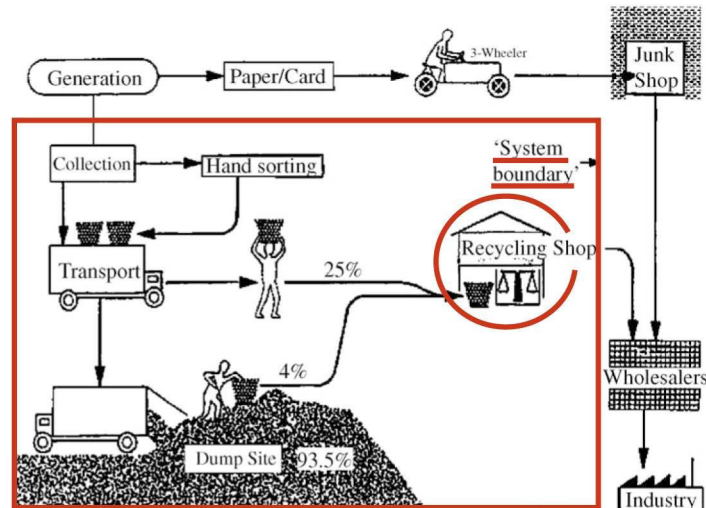 3-Wheeler
Junk
Shop
Generation
Paper/Card
Collection
Hand sorting
'System
boundary'
Transport
25%
Recycling Shop
4%
Wholesalers
Dump Site
93.5%
Industry